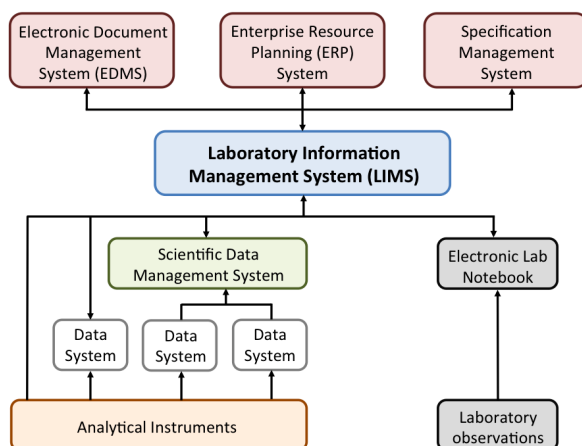 Electronic Document
Management
System (EDMS)
Enterprise Resource
Planning (ERP)
System
Specification
Management
System
Laboratory Information
Management System (LIMS)
Scientific Data
Management System
Electronic Lab
Notebook
Data
System
Data
System
Data
System
Analytical Instruments
Laboratory
observations